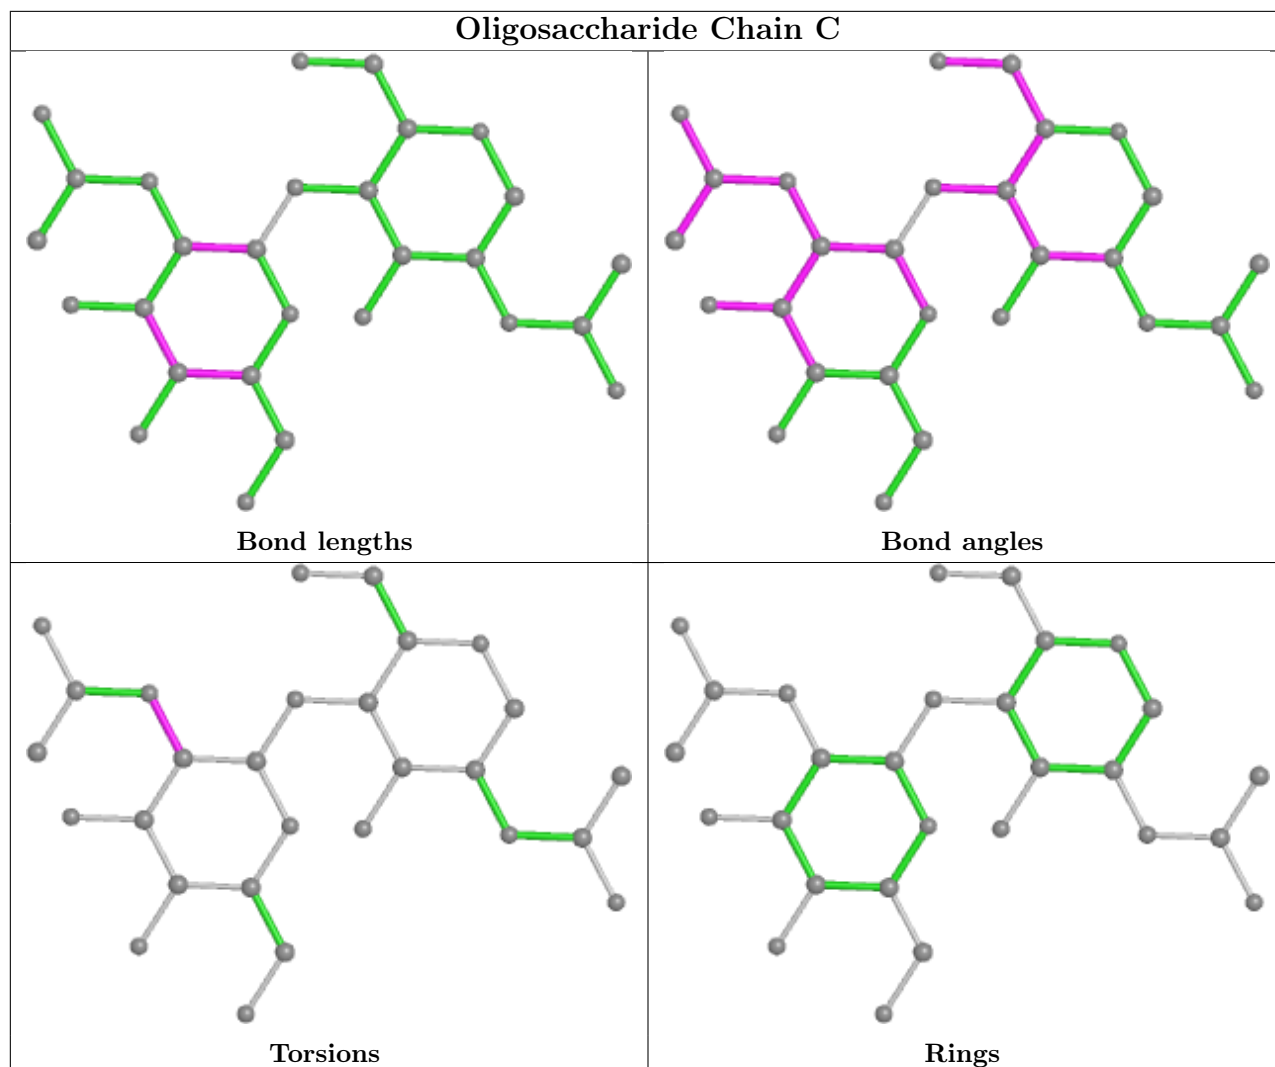 Oligosaccharide Chain C
Bond lengths
Bond angles
Torsions
Rings